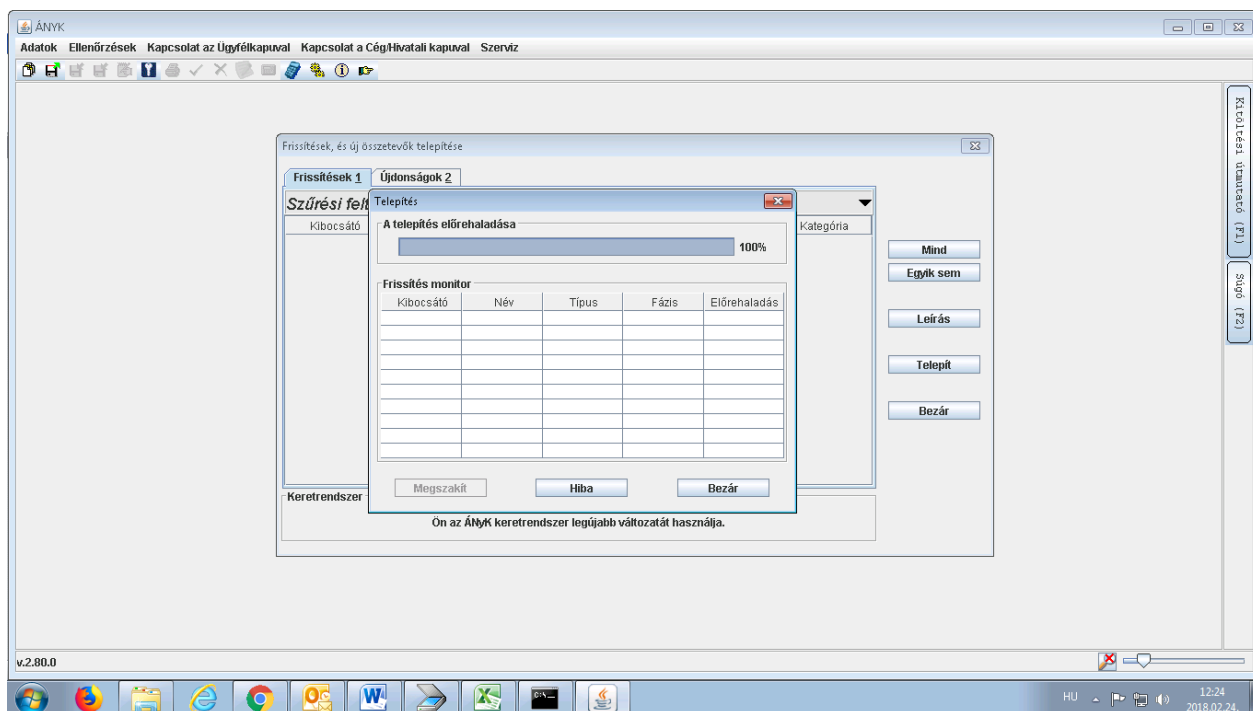 ÁNYK
Adatok Ellenőrzések Kapcsolat az Ügyfélkapuval Kapcsolat a Cég/Hivatali kapuval Szerviz
Kitöltési útmutató (F1)
Súgó (F2)
Frissítések, és új összetevők telepítése
Frissítések 1 Újdonságok 2
Szűrési felt
Kibocsátó Kategória
Telepítés
A telepítés előrehaladása
100%
Frissítés monitor
Kibocsátó Név Típus Fázis Előrehaladás
Megszakít Hiba Bezár
Mind
Egyik sem
Leírás
Telepít
Bezár
Keretrendszer
Ön az ÁNyK keretrendszer legújabb változatát használja.
v.2.80.0
HU
12:24
2018.02.24.